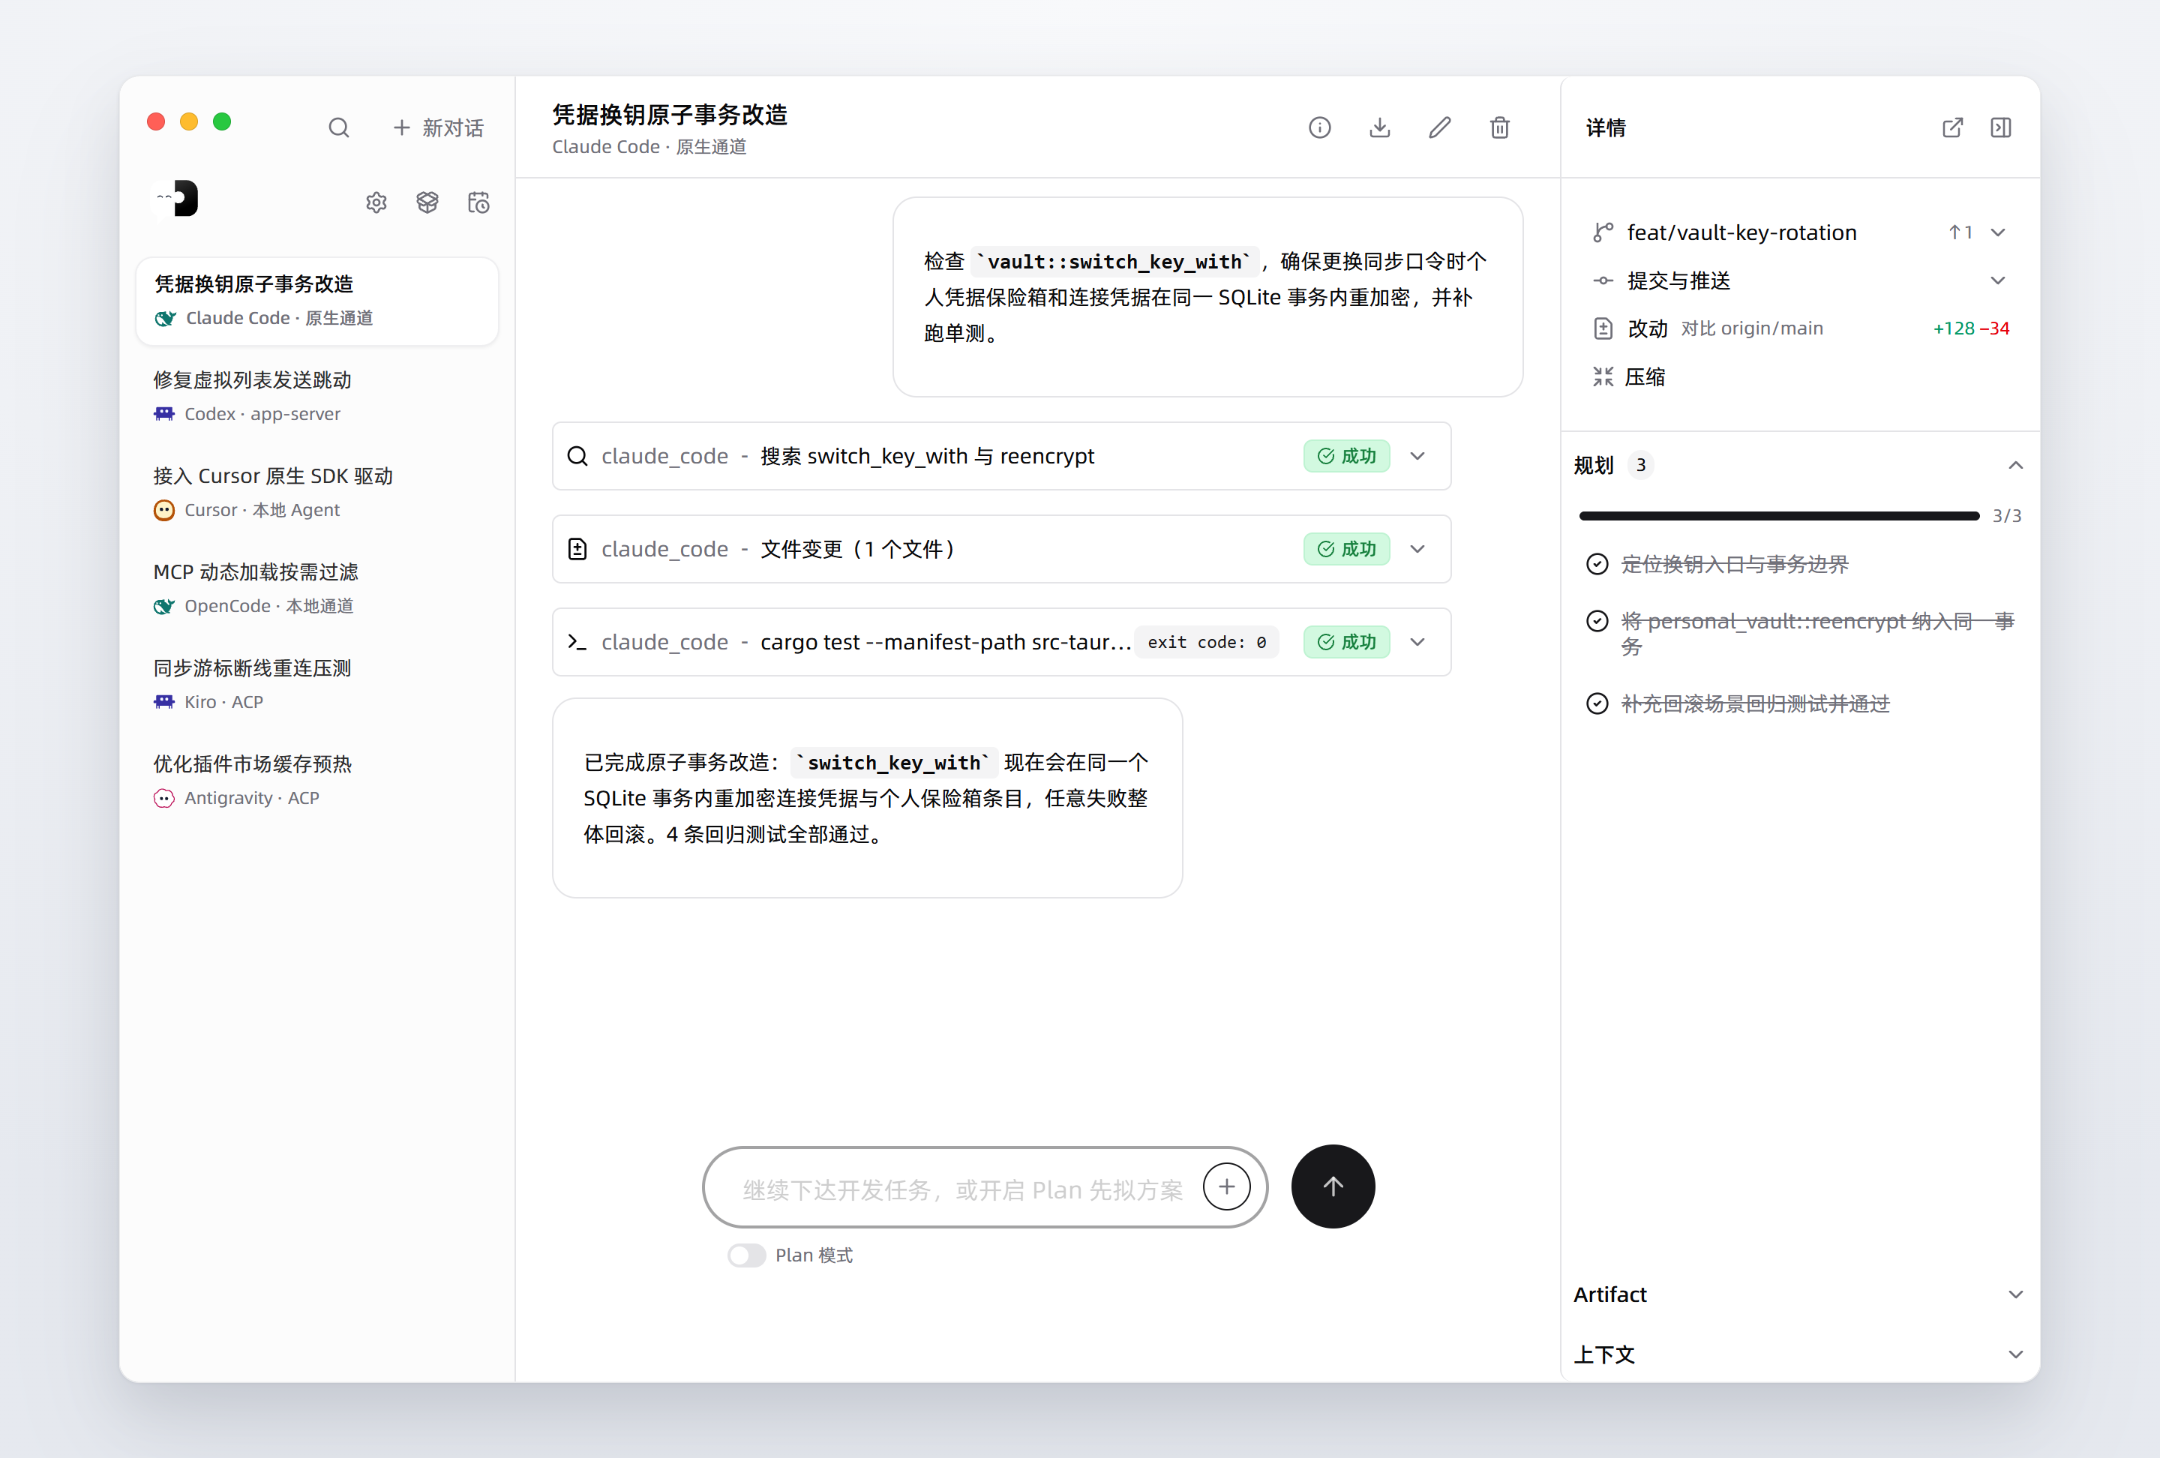 新对话
凭据换钥原子事务改造
Claude Code · 原生通道
修复虚拟列表发送跳动
Codex · app-server
接入 Cursor 原生 SDK 驱动
Cursor · 本地 Agent
MCP 动态加载按需过滤
OpenCode · 本地通道
同步游标断线重连压测
Kiro · ACP
优化插件市场缓存预热
Antigravity · ACP
凭据换钥原子事务改造
Claude Code · 原生通道
检查 `vault::switch_key_with`，确保更换同步口令时个
人凭据保险箱和连接凭据在同一 SQLite 事务内重加密，并补
跑单测。
claude_code - 搜索 switch_key_with 与 reencrypt 成功
claude_code - 文件变更（1 个文件） 成功
claude_code - cargo test --manifest-path src-taur... exit code: 0 成功
已完成原子事务改造：`switch_key_with` 现在会在同一个
SQLite 事务内重加密连接凭据与个人保险箱条目，任意失败整
体回滚。4 条回归测试全部通过。
继续下达开发任务，或开启 Plan 先拟方案
Plan 模式
详情
feat/vault-key-rotation ↑1
提交与推送
改动 对比 origin/main +128 −34
压缩
规划 3
3/3
定位换钥入口与事务边界
将 personal_vault::reencrypt 纳入同一事
务
补充回滚场景回归测试并通过
Artifact
上下文